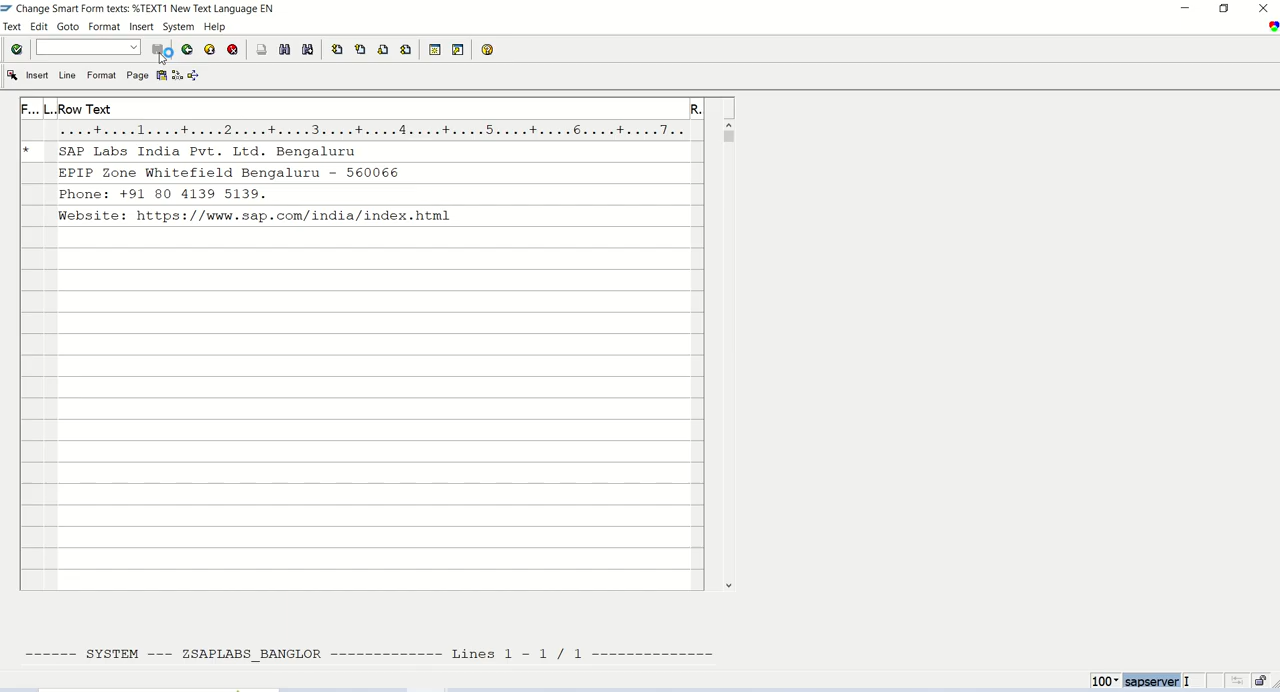 Change Smart Form texts: %TEXT1 New Text Language EN
Text Edit Goto Format Insert System Help
Insert Line Format Page
F... L.. Row Text R.
....+....1....+....2....+....3....+....4....+....5....+....6....+....7..
* SAP Labs India Pvt. Ltd. Bengaluru
EPIP Zone Whitefield Bengaluru - 560066
Phone: +91 80 4139 5139.
Website: https://www.sap.com/india/index.html
------ SYSTEM --- ZSAPLABS_BANGLOR ------------- Lines 1 - 1 / 1 --------------
100 sapserver I